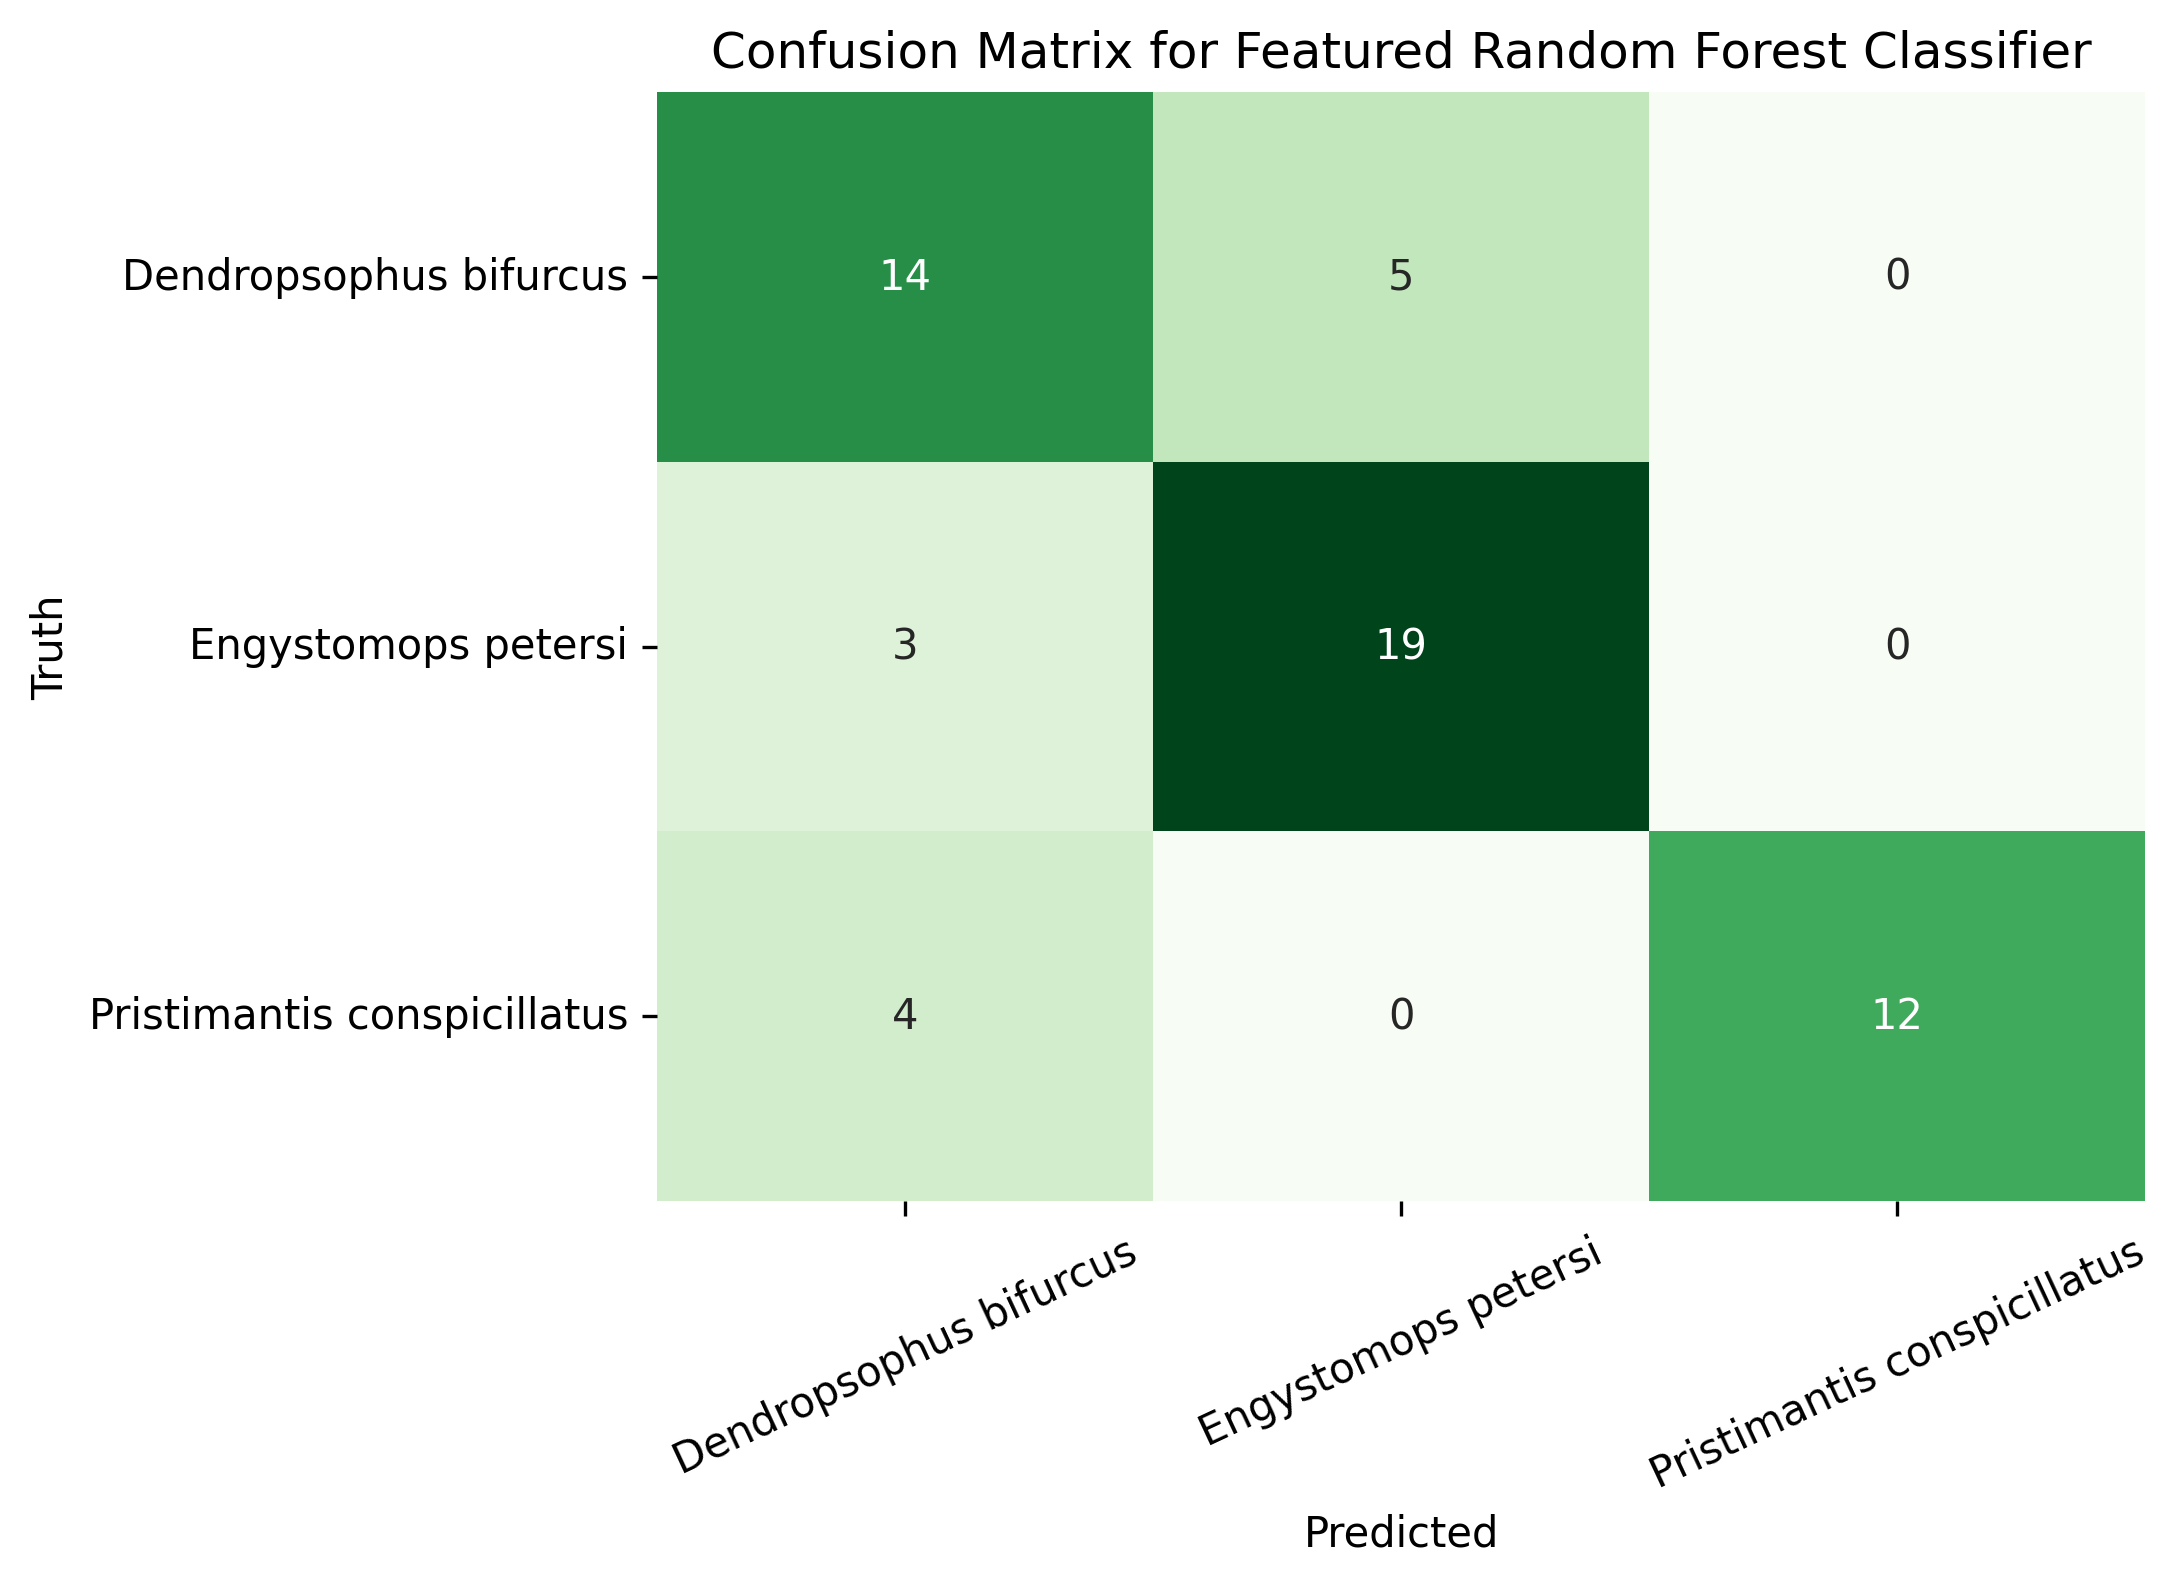 Confusion Matrix for Featured Random Forest Classifier
Truth
Dendropsophus bifurcus
14
5
0
Engystomops petersi
3
19
0
Pristimantis conspicillatus
4
0
12
Dendropsophus bifurcus
Engystomops petersi
Pristimantis conspicillatus
Predicted